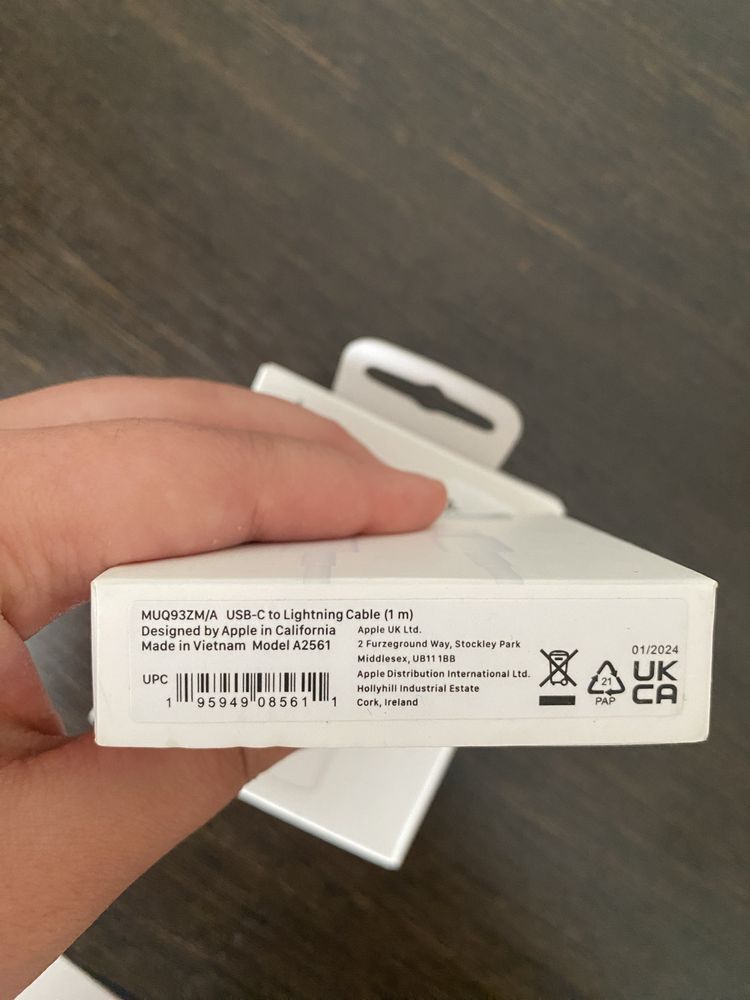 MUQ93ZM/A USB-C to Lightning Cable (1 m)
Designed by Apple in California
Made in Vietnam Model A2561
Apple UK Ltd.
2 Furzeground Way, Stockley Park
Middlesex, UB11 1BB
Apple Distribution International Ltd.
Hollyhill Industrial Estate
Cork, Ireland
UPC
1 95949 08561 1
21
PAP
01/2024
UK
CA